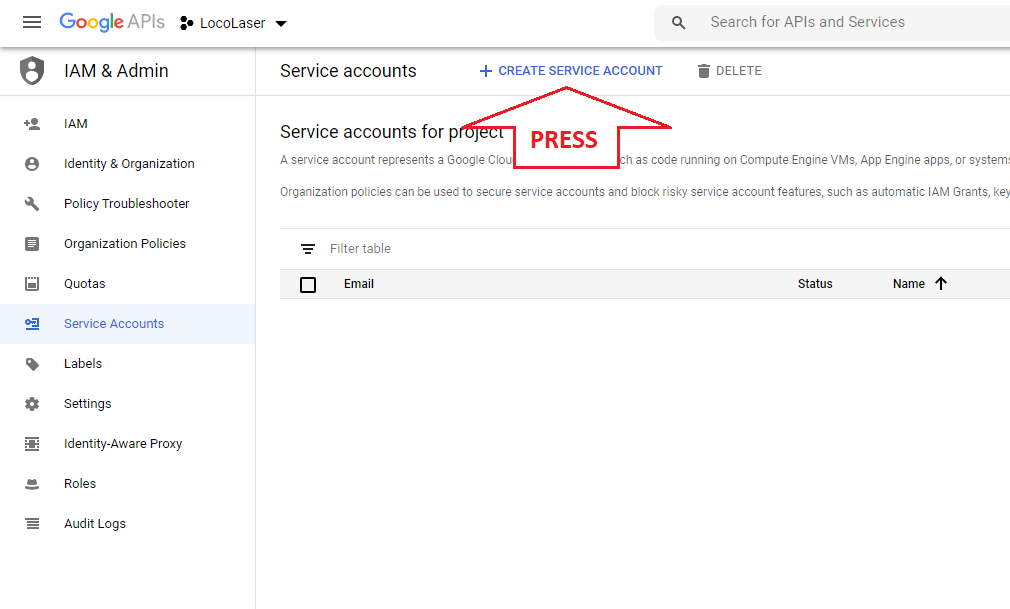 Google APIs LocoLaser Search for APIs and Services
IAM & Admin
Service accounts
CREATE SERVICE ACCOUNT
DELETE
IAM
Identity & Organization
Policy Troubleshooter
Organization Policies
Quotas
Service Accounts
Labels
Settings
Identity-Aware Proxy
Roles
Audit Logs
PRESS
Service accounts for project
A service account represents a Google Clou ch as code running on Compute Engine VMs, App Engine apps, or systems
Organization policies can be used to secure service accounts and block risky service account features, such as automatic IAM Grants, key
Filter table
Email Status Name